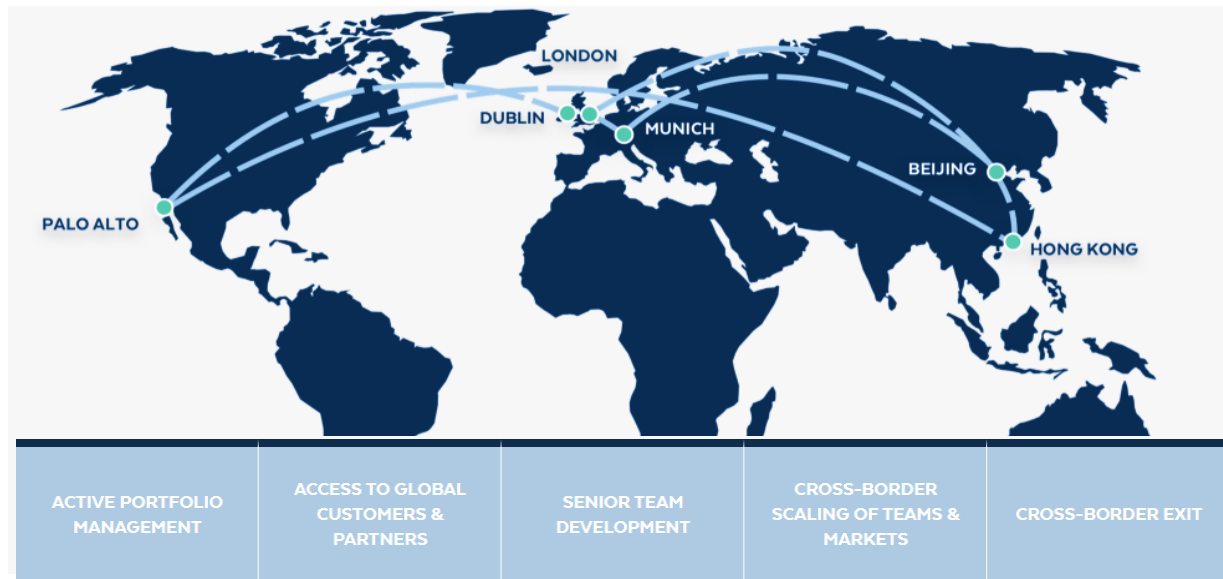 LONDON
DUBLIN
MUNICH
BEIJING
PALO ALTO
HONG KONG
ACTIVE PORTFOLIO
MANAGEMENT
ACCESS TO GLOBAL
CUSTOMERS &
PARTNERS
SENIOR TEAM
DEVELOPMENT
CROSS-BORDER
SCALING OF TEAMS &
MARKETS
CROSS-BORDER EXIT